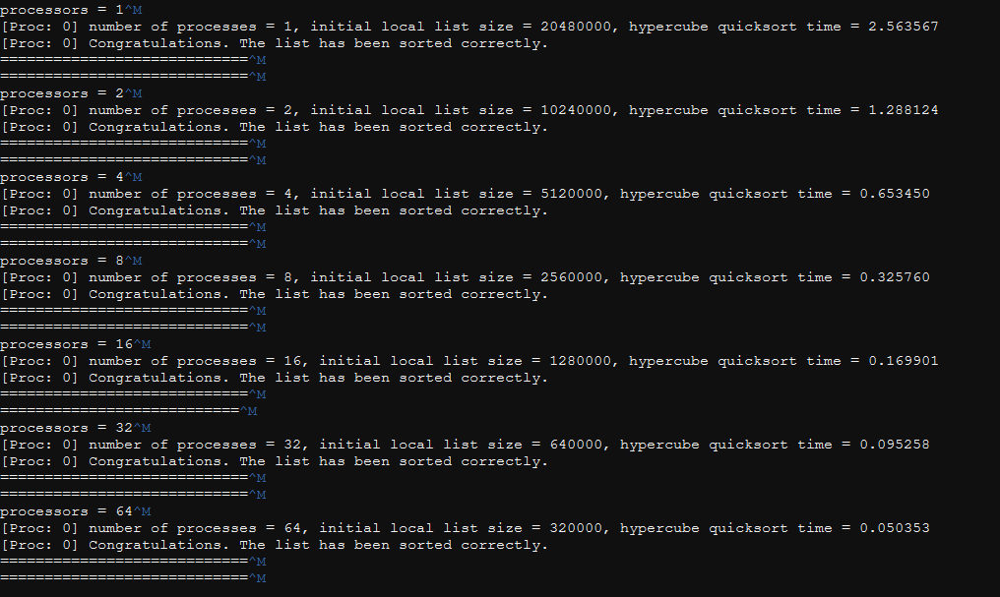 processors = 1^M
[Proc: 0] number of processes = 1, initial local list size = 20480000, hypercube quicksort time = 2.563567
[Proc: 0] Congratulations. The list has been sorted correctly.
============================^M
============================^M
processors = 2^M
[Proc: 0] number of processes = 2, initial local list size = 10240000, hypercube quicksort time = 1.288124
[Proc: 0] Congratulations. The list has been sorted correctly.
============================^M
============================^M
processors = 4^M
[Proc: 0] number of processes = 4, initial local list size = 5120000, hypercube quicksort time = 0.653450
[Proc: 0] Congratulations. The list has been sorted correctly.
============================^M
============================^M
processors = 8^M
[Proc: 0] number of processes = 8, initial local list size = 2560000, hypercube quicksort time = 0.325760
[Proc: 0] Congratulations. The list has been sorted correctly.
============================^M
============================^M
processors = 16^M
[Proc: 0] number of processes = 16, initial local list size = 1280000, hypercube quicksort time = 0.169901
[Proc: 0] Congratulations. The list has been sorted correctly.
============================^M
===========================^M
processors = 32^M
[Proc: 0] number of processes = 32, initial local list size = 640000, hypercube quicksort time = 0.095258
[Proc: 0] Congratulations. The list has been sorted correctly.
============================^M
============================^M
processors = 64^M
[Proc: 0] number of processes = 64, initial local list size = 320000, hypercube quicksort time = 0.050353
[Proc: 0] Congratulations. The list has been sorted correctly.
============================^M
============================^M